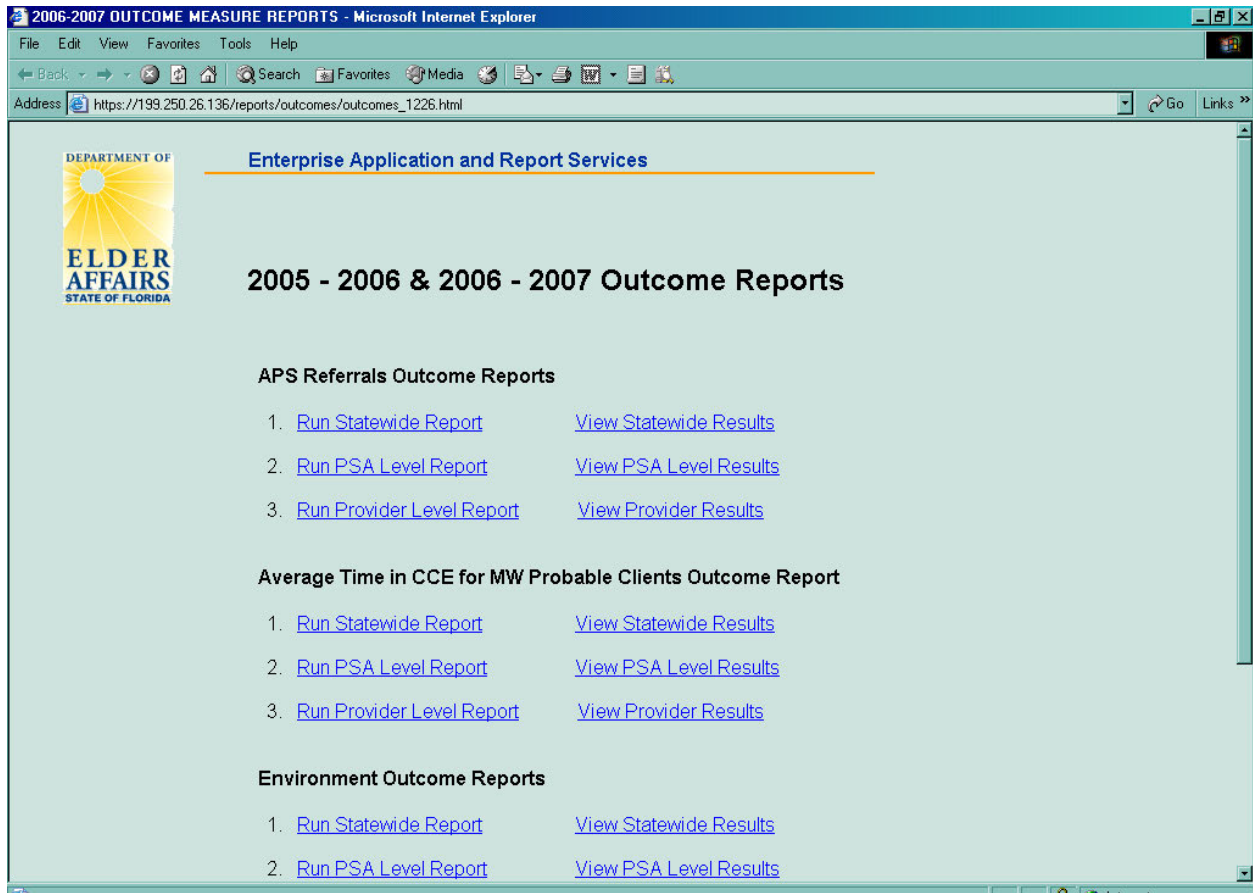 2006-2007 OUTCOME MEASURE REPORTS - Microsoft Internet Explorer
File Edit View Favorites Tools Help
Back Search Favorites Media
Address https://199.250.26.136/reports/outcomes/outcomes_1226.html Go Links »
DEPARTMENT OF
ELDER
AFFAIRS
STATE OF FLORIDA
Enterprise Application and Report Services
2005 - 2006 & 2006 - 2007 Outcome Reports
APS Referrals Outcome Reports
1. Run Statewide Report View Statewide Results
2. Run PSA Level Report View PSA Level Results
3. Run Provider Level Report View Provider Results
Average Time in CCE for MW Probable Clients Outcome Report
1. Run Statewide Report View Statewide Results
2. Run PSA Level Report View PSA Level Results
3. Run Provider Level Report View Provider Results
Environment Outcome Reports
1. Run Statewide Report View Statewide Results
2. Run PSA Level Report View PSA Level Results